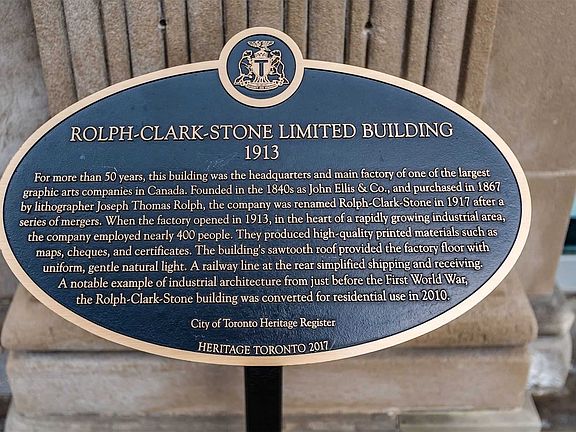 ROLPH-CLARK-STONE LIMITED BUILDING
1913
For more than 50 years, this building was the headquarters and main factory of one of the largest
graphic arts companies in Canada. Founded in the 1840s as John Ellis & Co., and purchased in 1867
by lithographer Joseph Thomas Rolph, the company was renamed Rolph-Clark-Stone in 1917 after a
series of mergers. When the factory opened in 1913, in the heart of a rapidly growing industrial area,
the company employed nearly 400 people. They produced high-quality printed materials such as
maps, cheques, and certificates. The building's sawtooth roof provided the factory floor with
uniform, gentle natural light. A railway line at the rear simplified shipping and receiving.
A notable example of industrial architecture from just before the First World War,
the Rolph-Clark-Stone building was converted for residential use in 2010.
City of Toronto Heritage Register
HERITAGE TORONTO 2017